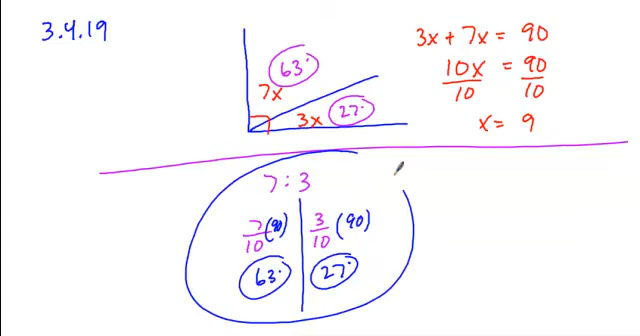 3.4.19
63°
7x
3x 27°
3x + 7x = 90
10x = 90
10 10
x = 9
7 : 3
7/10 (90) 3/10 (90)
63° 27°